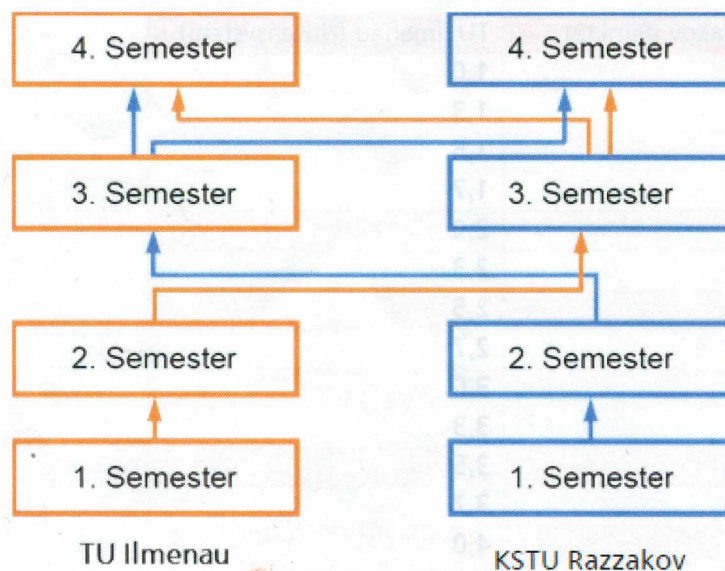 4. Semester
4. Semester
3. Semester
3. Semester
2. Semester
2. Semester
1. Semester
1. Semester
TU Ilmenau
KSTU Razzakov